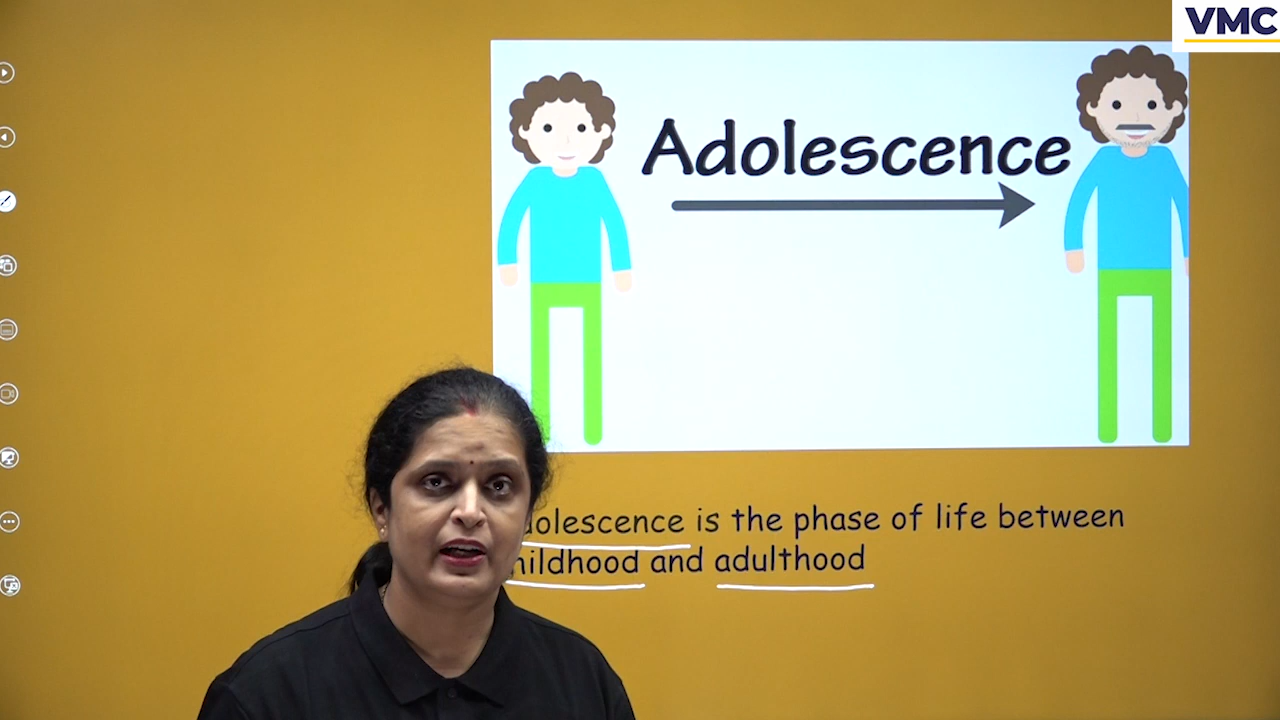 VMC
Adolescence
dolescence is the phase of life between
hildhood and adulthood